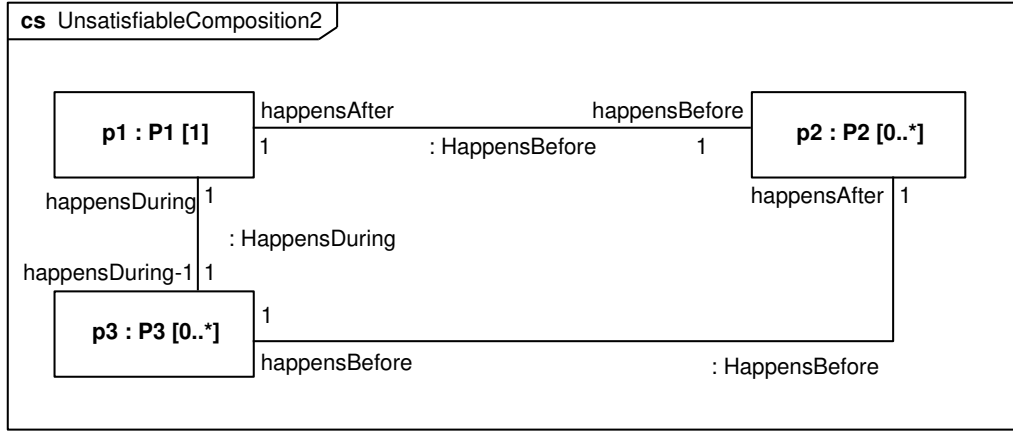 cs UnsatisfiableComposition2
happensAfter happensBefore
p1 : P1 [1] p2 : P2 [0..*]
1 : HappensBefore 1
happensDuring 1 happensAfter 1
: HappensDuring
happensDuring-1 1
1
p3 : P3 [0..*]
happensBefore : HappensBefore